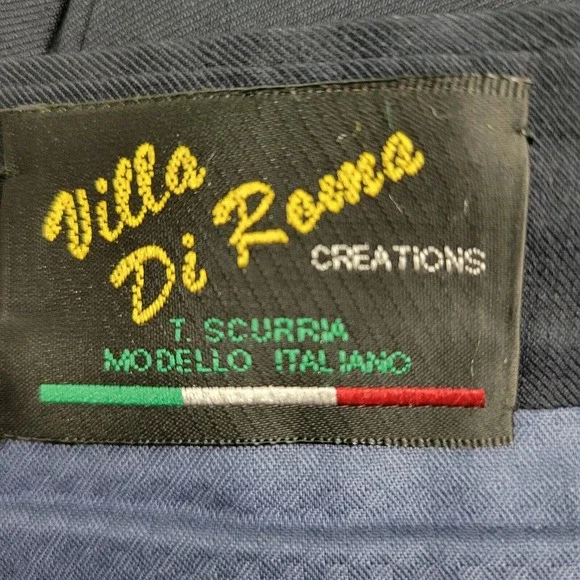 Villa
Di Roma
CREATIONS
T. SCURRIA
MODELLO ITALIANO